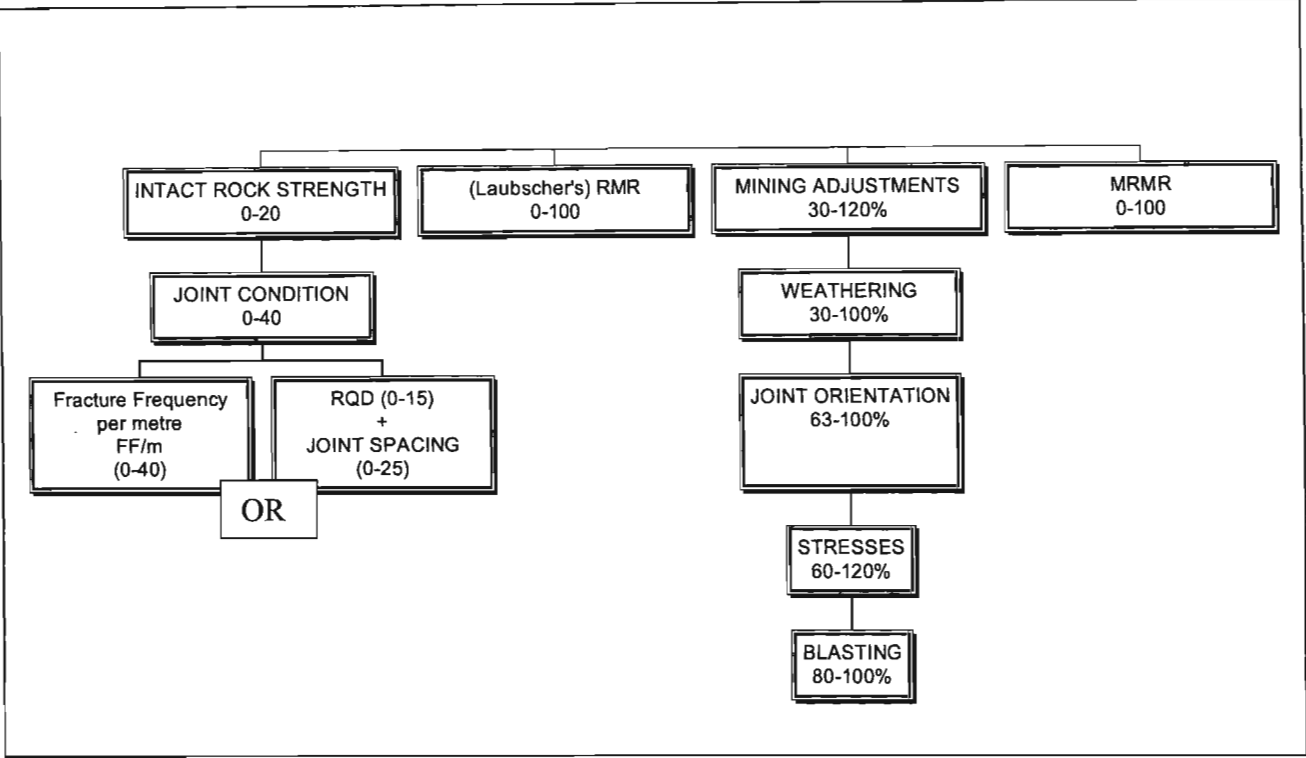 INTACT ROCK STRENGTH
0-20
(Laubscher's) RMR
0-100
MINING ADJUSTMENTS
30-120%
MRMR
0-100
JOINT CONDITION
0-40
WEATHERING
30-100%
Fracture Frequency
per metre
FF/m
(0-40)
RQD (0-15)
+
JOINT SPACING
(0-25)
OR
JOINT ORIENTATION
63-100%
STRESSES
60-120%
BLASTING
80-100%